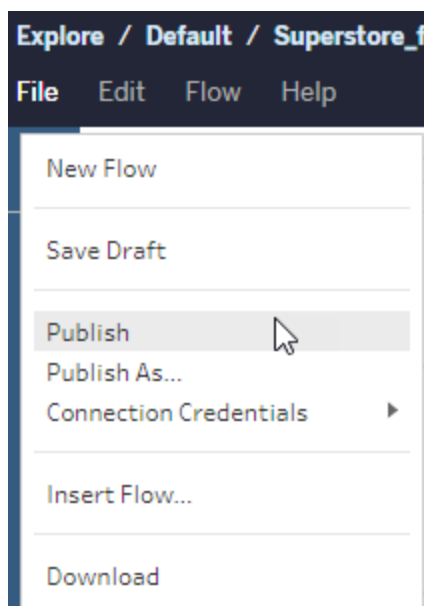 Explore / Default / Superstore_f
File Edit Flow Help
New Flow
Save Draft
Publish
Publish As...
Connection Credentials
Insert Flow...
Download